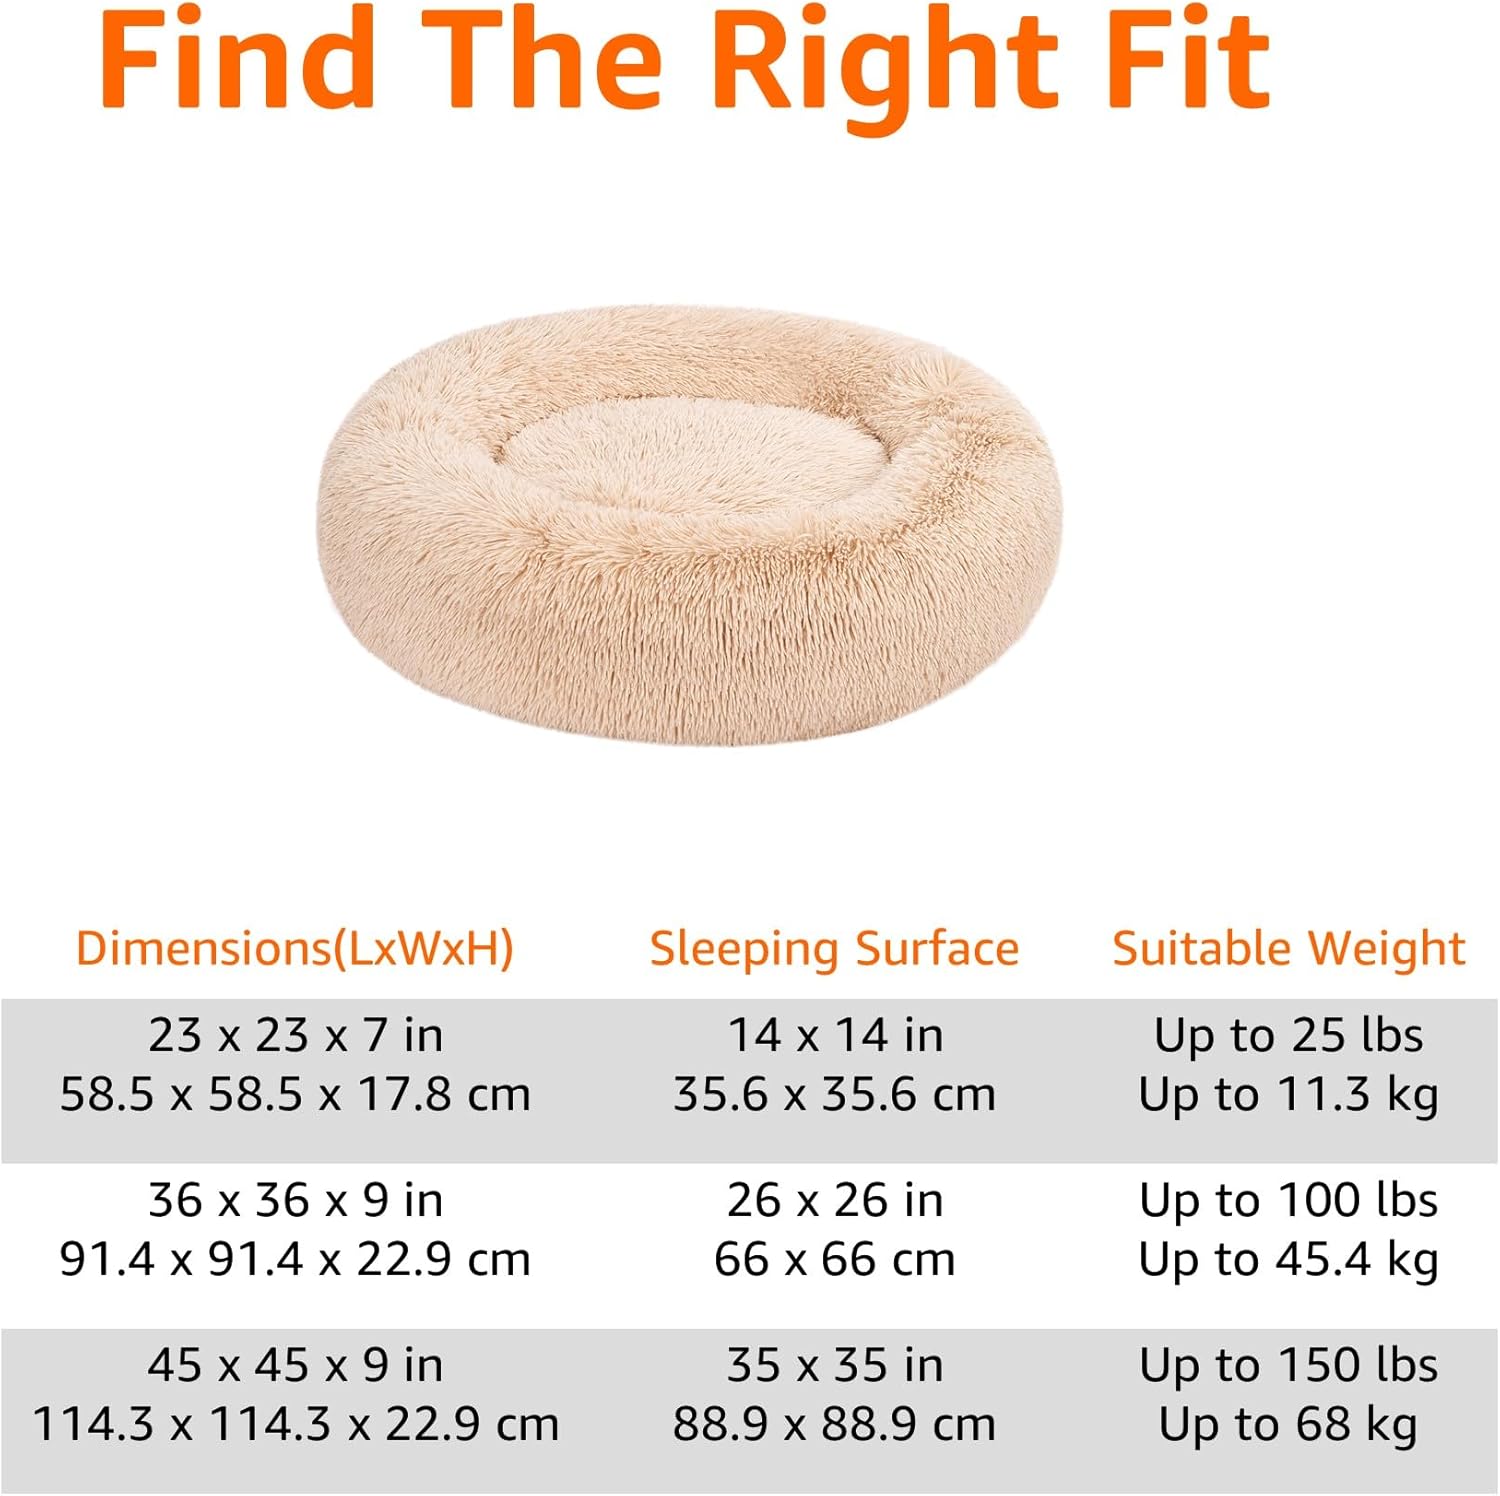 Find The Right Fit
Dimensions(LxWxH) Sleeping Surface Suitable Weight
23 x 23 x 7 in 14 x 14 in Up to 25 lbs
58.5 x 58.5 x 17.8 cm 35.6 x 35.6 cm Up to 11.3 kg
36 x 36 x 9 in 26 x 26 in Up to 100 lbs
91.4 x 91.4 x 22.9 cm 66 x 66 cm Up to 45.4 kg
45 x 45 x 9 in 35 x 35 in Up to 150 lbs
114.3 x 114.3 x 22.9 cm 88.9 x 88.9 cm Up to 68 kg